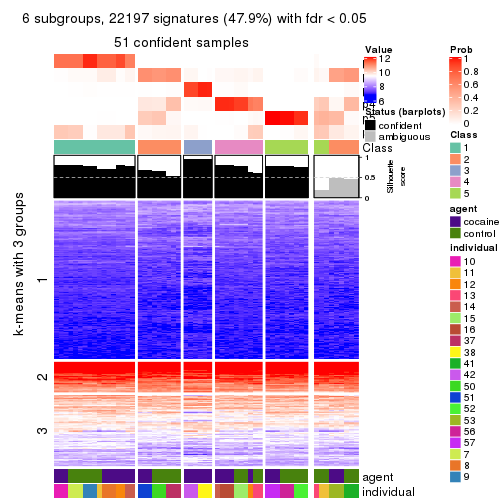 6 subgroups, 22197 signatures (47.9%) with fdr < 0.05
51 confident samples
k-means with 3 groups
1
2
3
Class
1
0.5
0
Silhouette
score
agent
individual
Value
12
10
8
6
Status (barplots)
confident
ambiguous
Prob
1
0.8
0.6
0.4
0.2
0
Class
1
2
3
4
5
agent
cocaine
control
individual
10
11
12
13
14
15
16
37
38
41
42
50
51
52
53
56
57
7
8
9